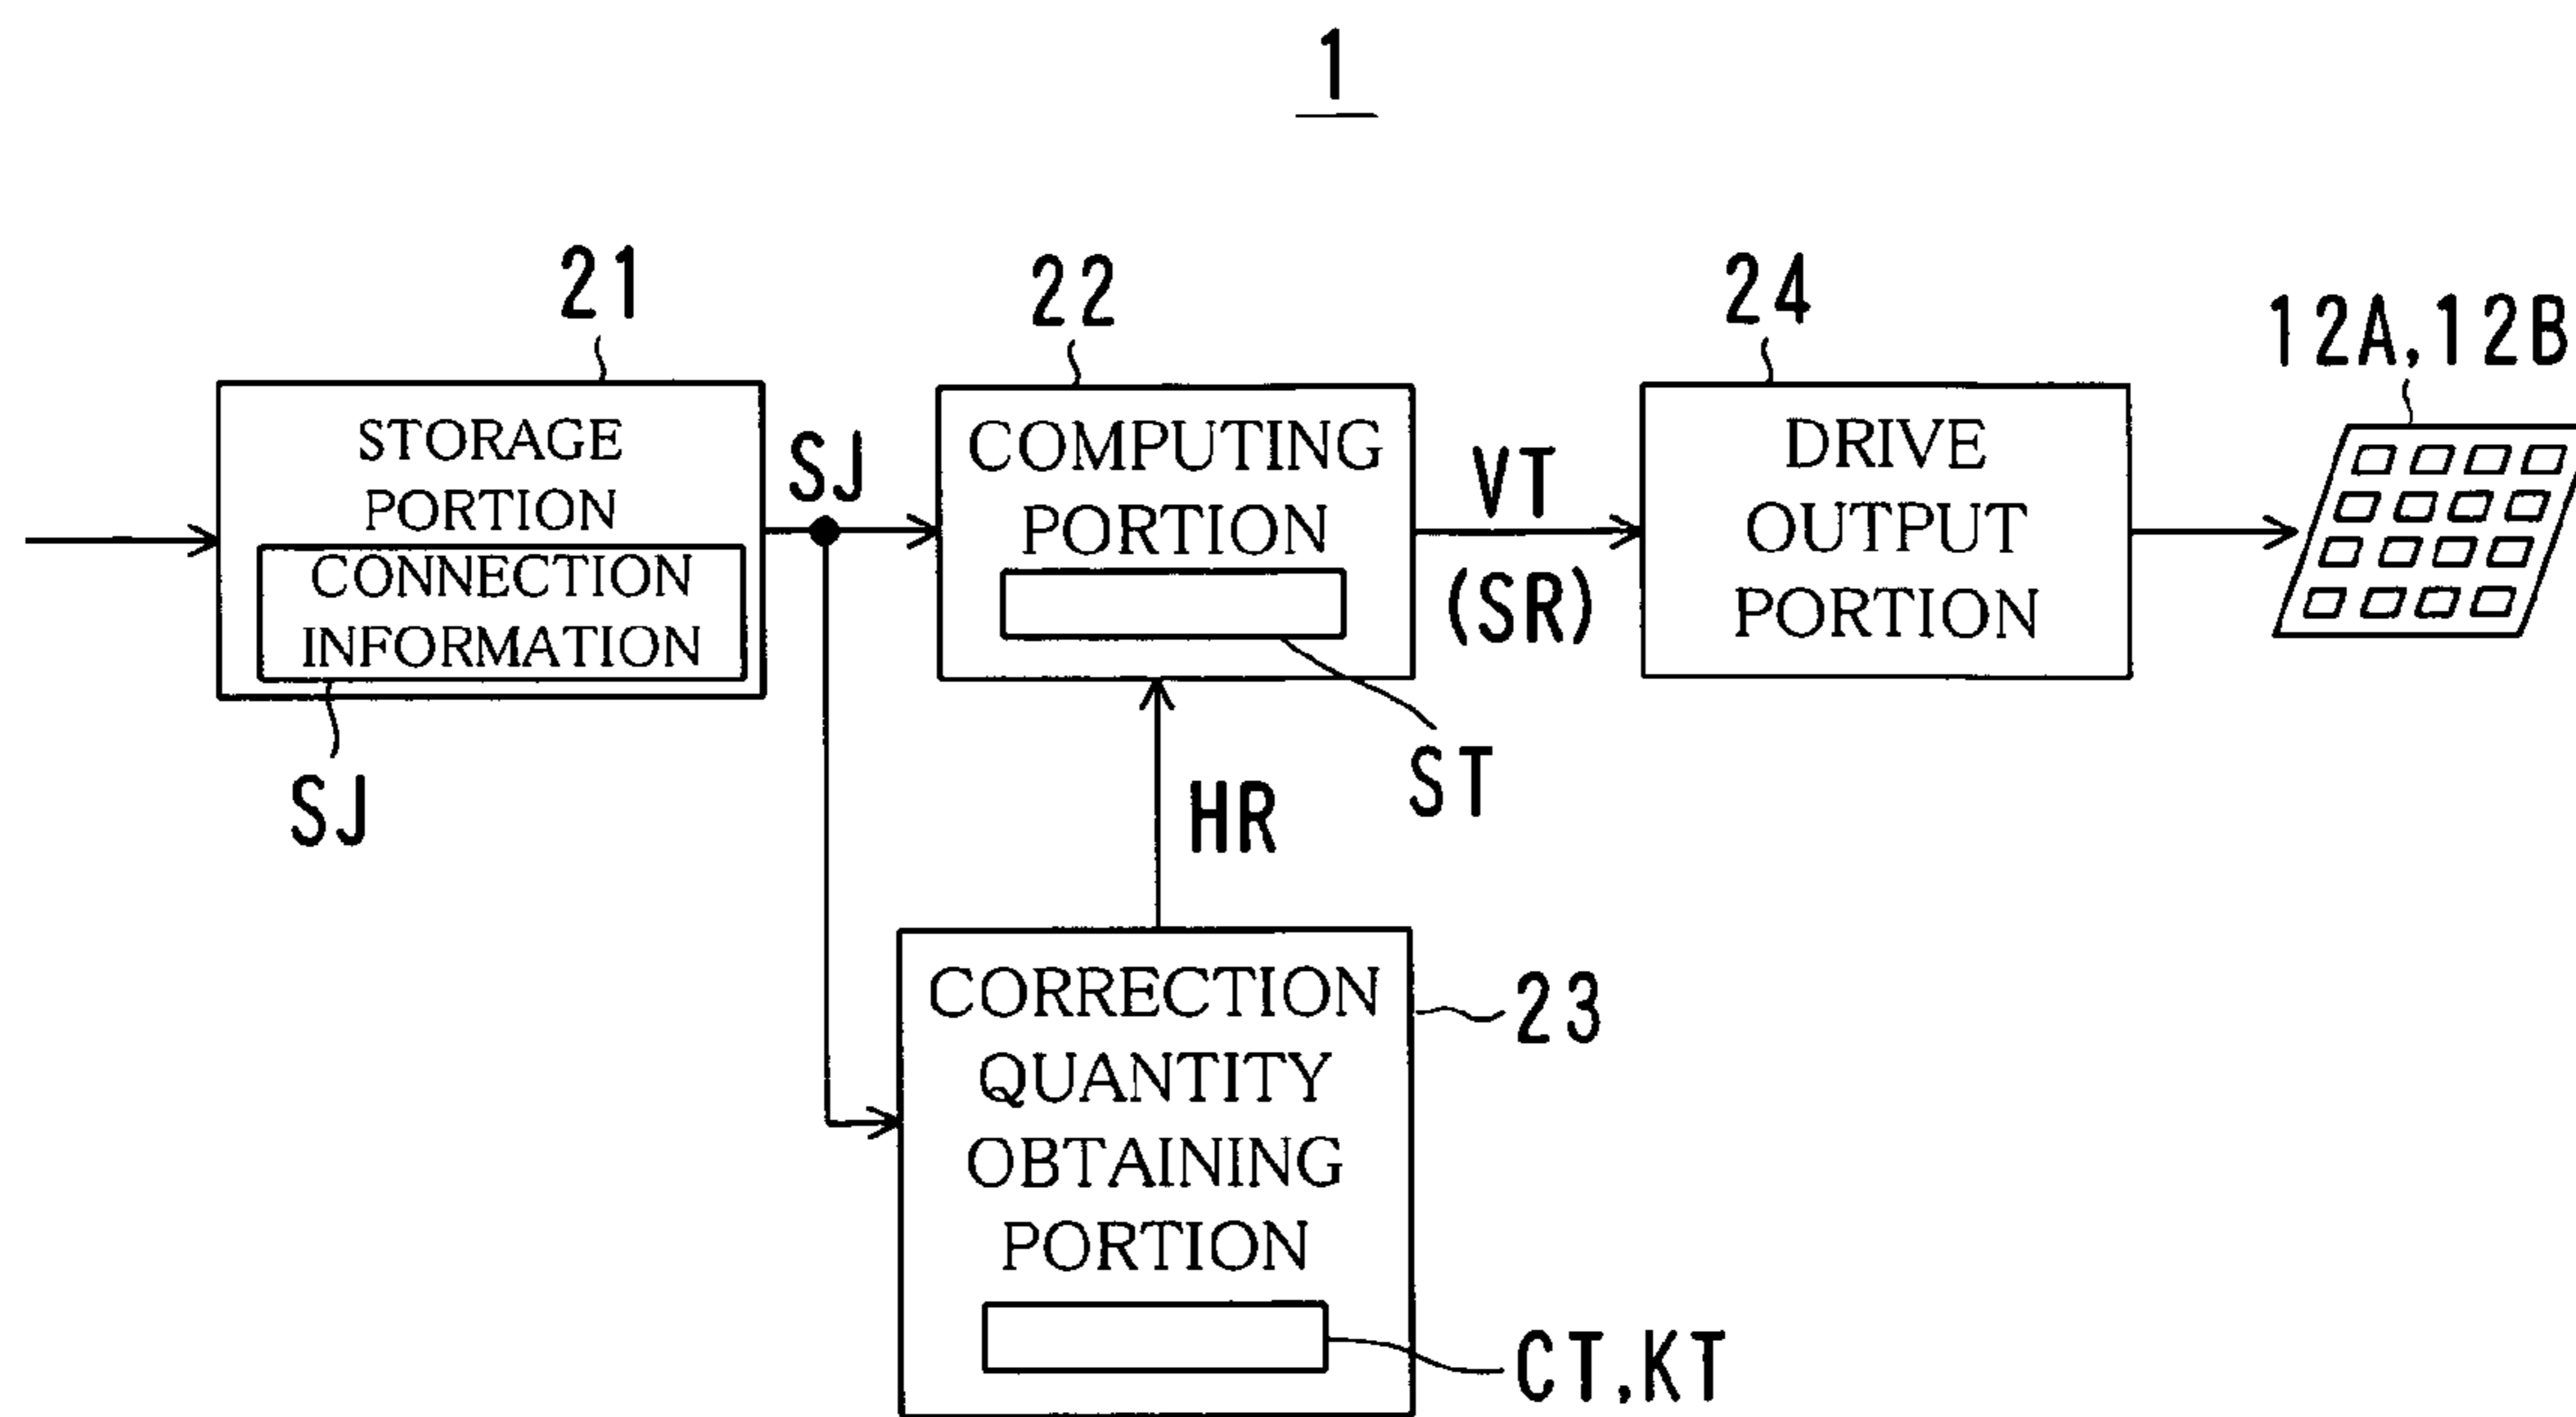 1
21
22
24
12A,12B
STORAGE
PORTION
CONNECTION
INFORMATION
SJ
SJ
COMPUTING
PORTION
ST
VT
(SR)
DRIVE
OUTPUT
PORTION
HR
CORRECTION
QUANTITY
OBTAINING
PORTION
23
CT,KT